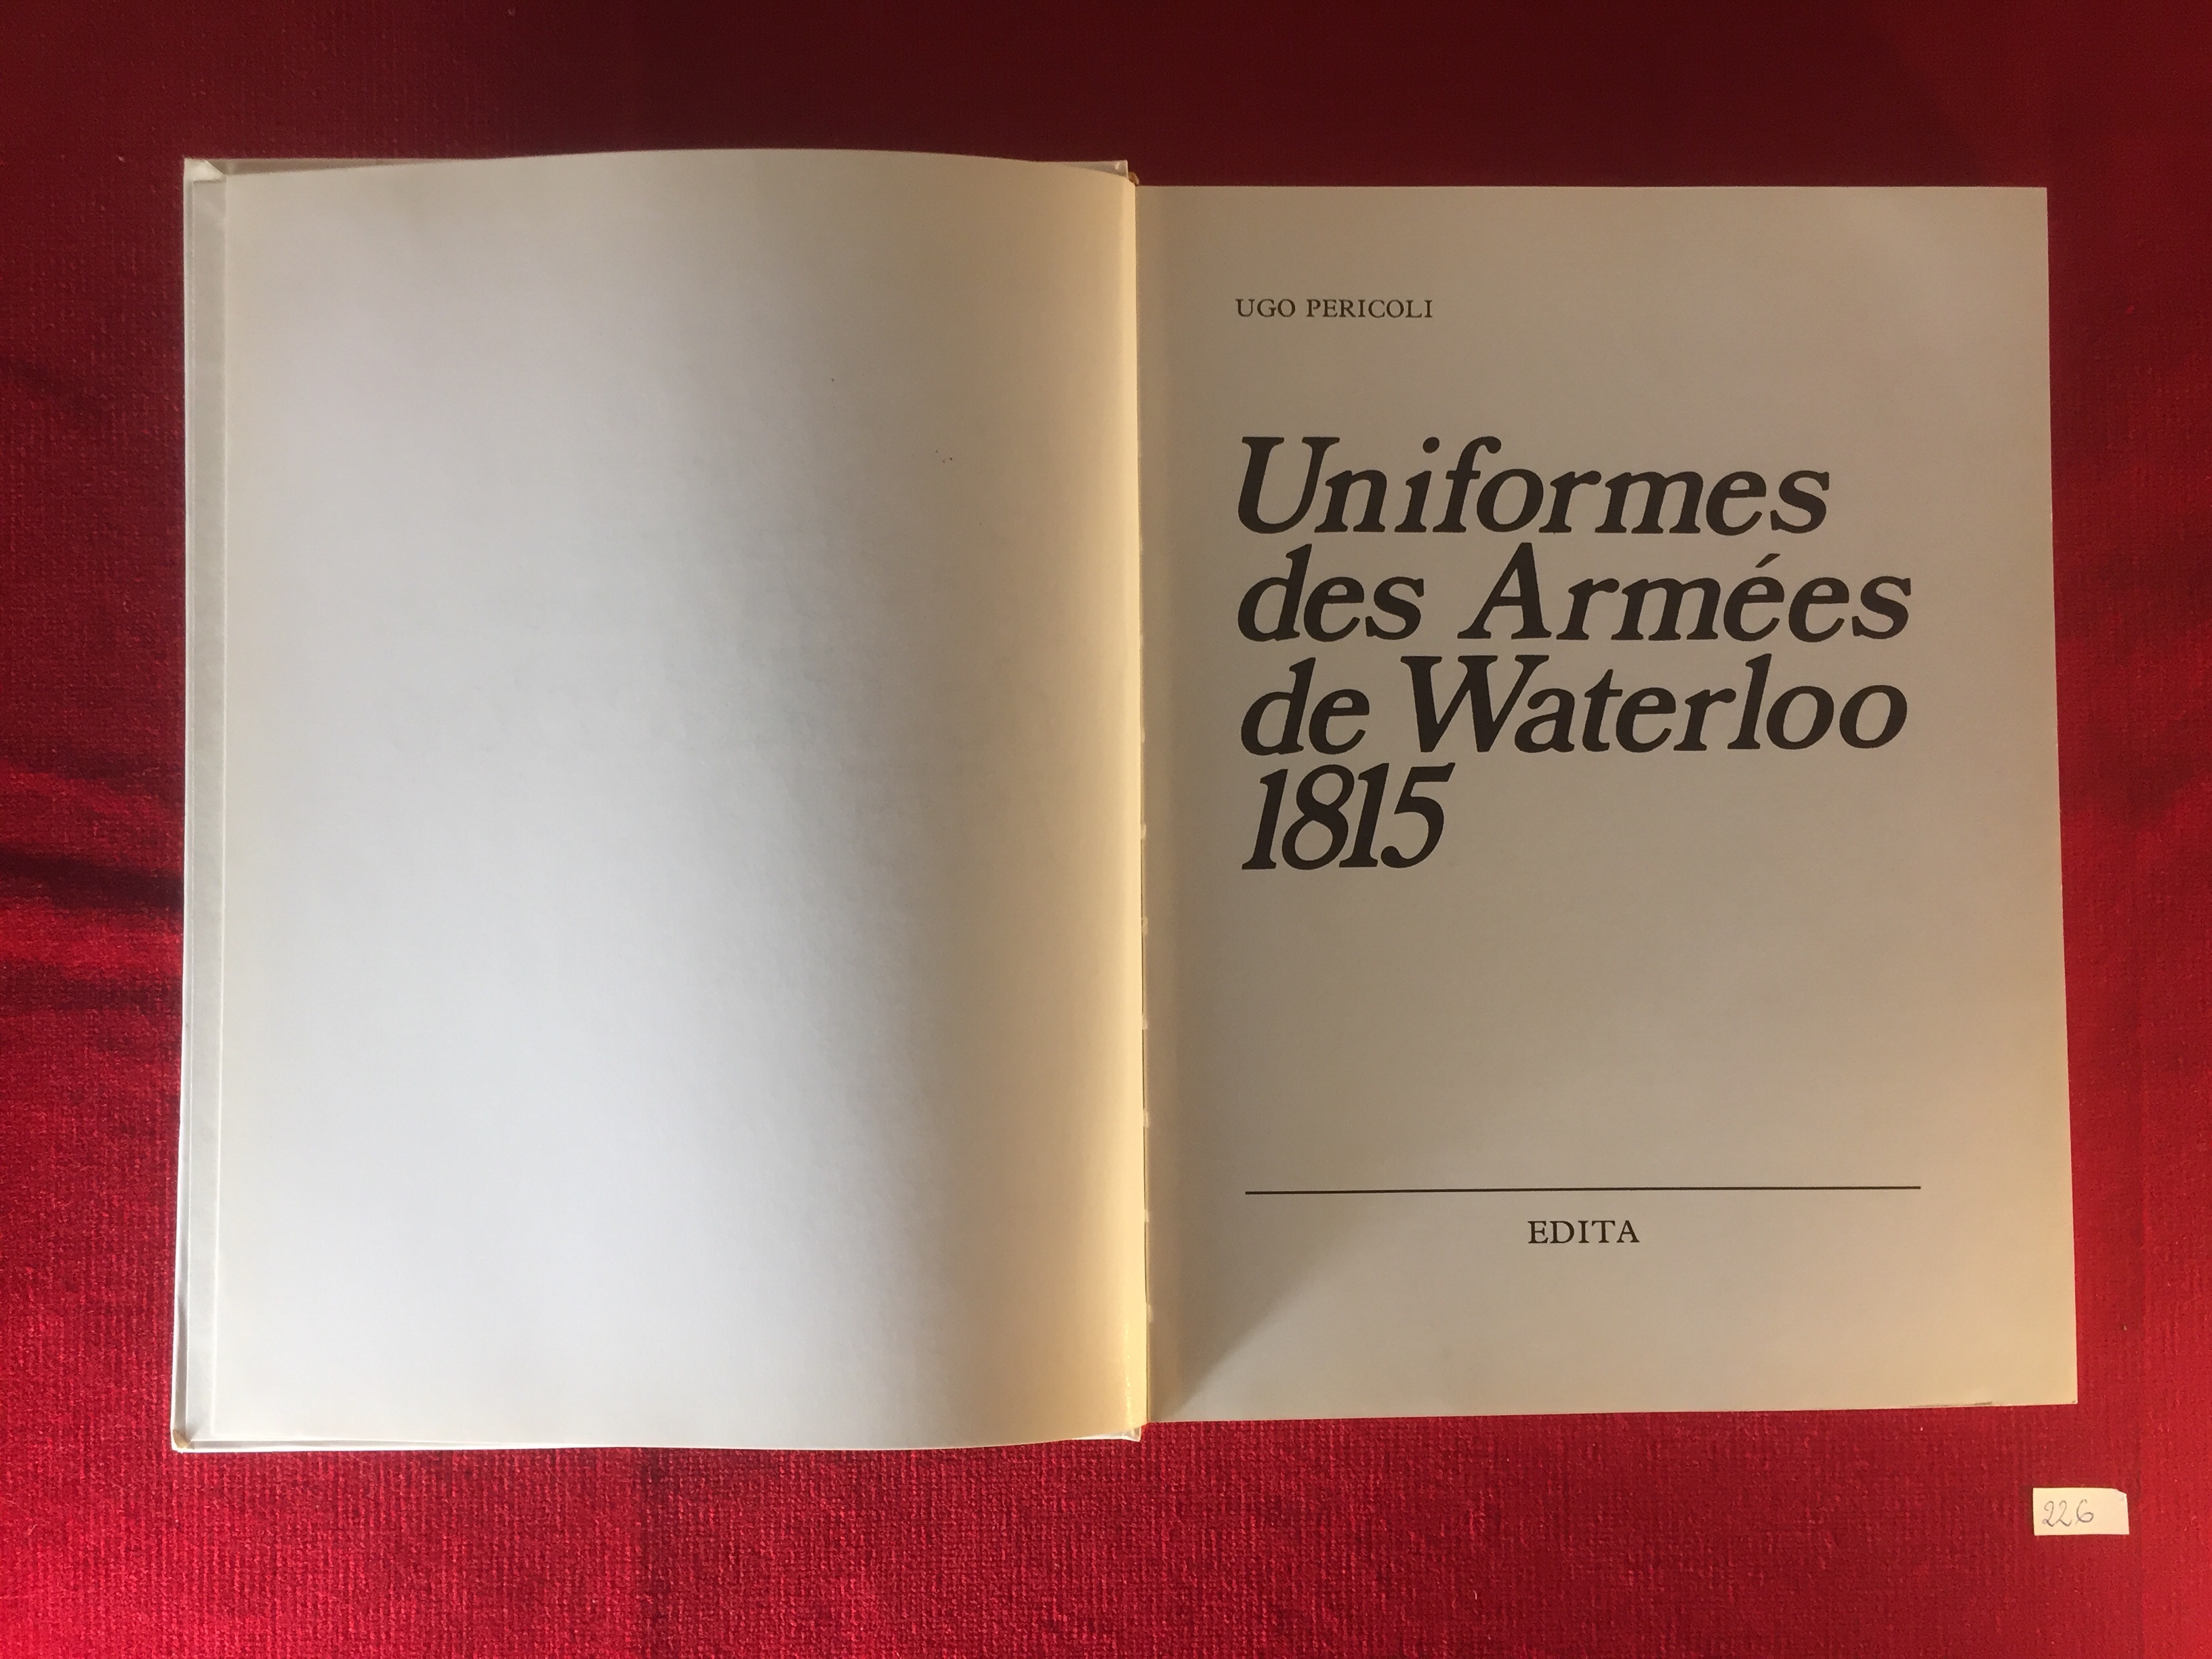 UGO PERICOLI
Uniformes
des Armées
de Waterloo
1815
EDITA
226